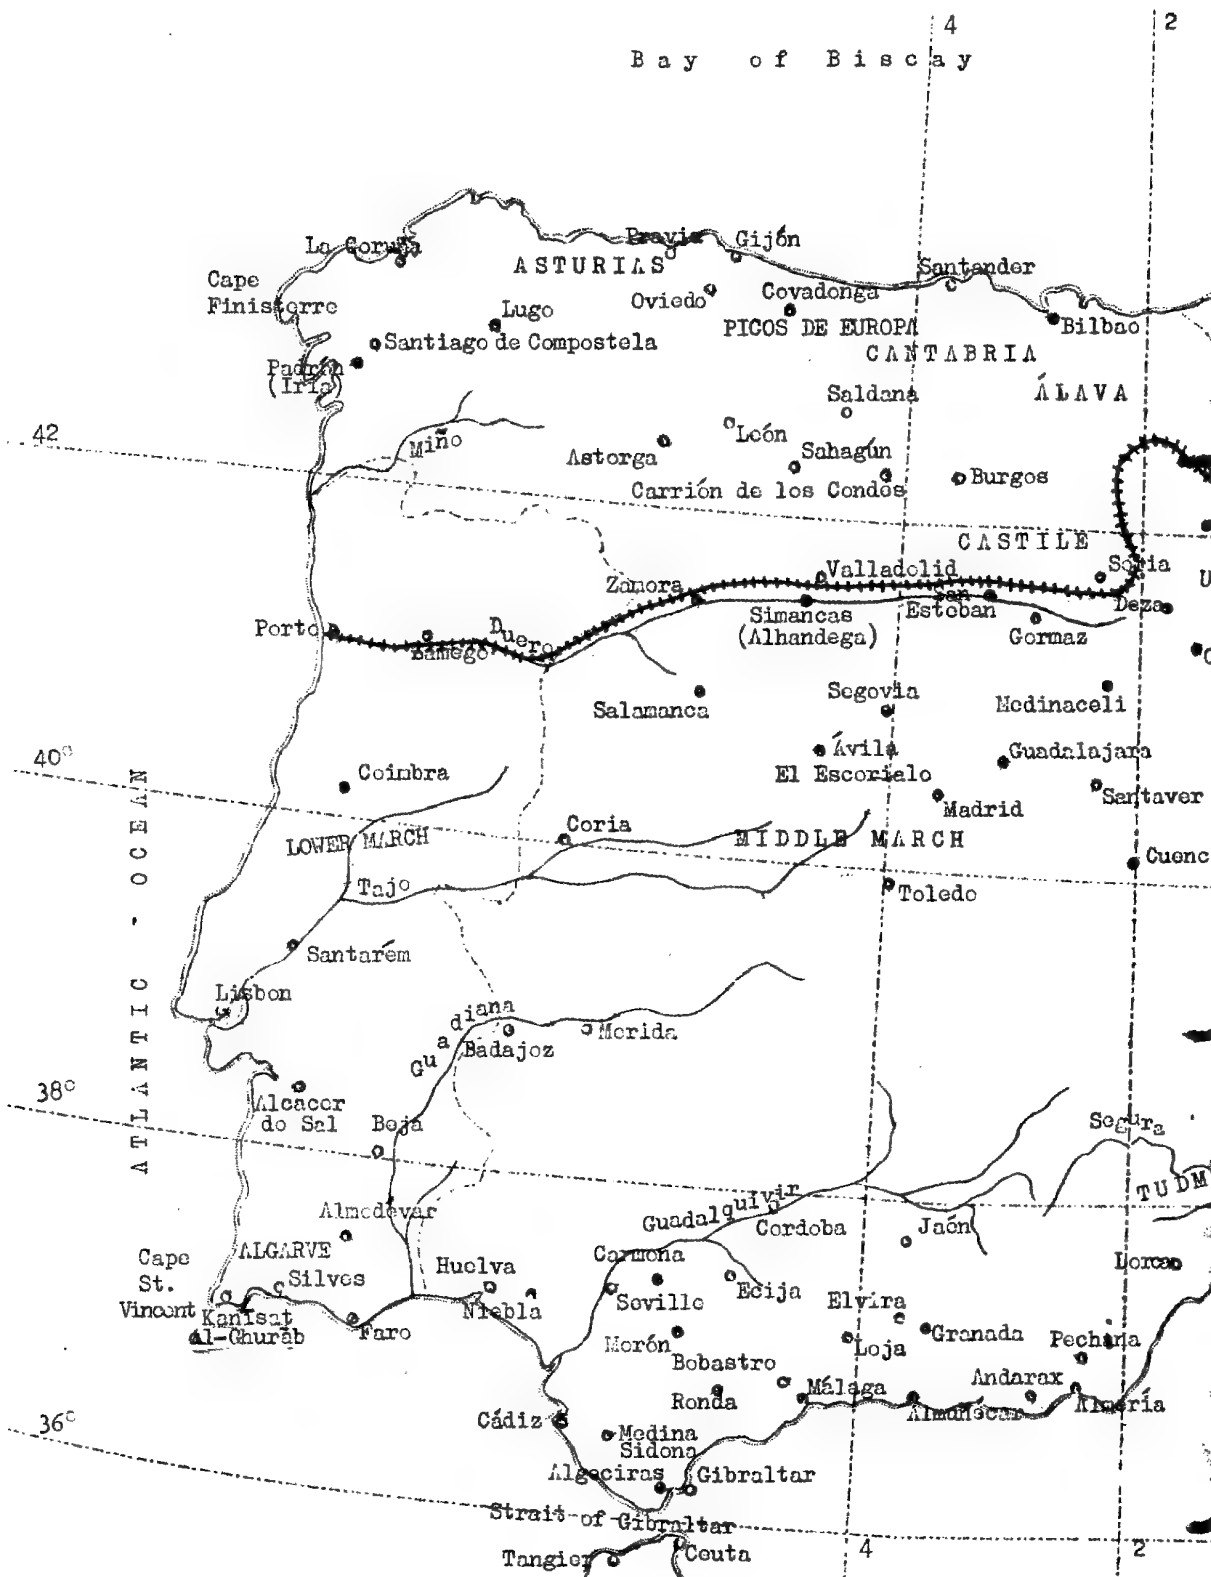 4
2
Bay of Biscay
La Coruña
Pravia
Gijón
ASTURIAS
Santander
Cape
Finisterre
Oviedo
Covadonga
Lugo
PICOS DE EUROPA
Bilbao
Santiago de Compostela
CANTABRIA
Padrón
(Iria)
Saldana
ÁLAVA
42
Miño
León
Astorga
Sahagún
Carrión de los Condes
Burgos
CASTILE
Valladolid
Soria
U
Zamora
San
Esteban
Deza
Simancas
(Alhandega)
Gormaz
Porto
Lamego
Duero
Segovia
Medinaceli
Salamanca
40°
Ávila
Guadalajara
Coimbra
El Escorial
Madrid
Santaver
Coria
LOWER MARCH
MIDDLE MARCH
Cuenc
Tajo
Toledo
ATLANTIC - OCEAN
Santarém
Lisbon
Guadiana
Badajoz
Merida
38°
Alcacer
do Sal
Beja
Segura
TUDM
Guadalquivir
Cordoba
Jaén
Almodévar
Cape
St.
Vincent
ALGARVE
Silves
Huelva
Carmona
Lorca
Kanisat
Al-Ghurab
Faro
Niebla
Seville
Ecija
Elvira
Granada
Morón
Loja
Pechina
Bobastro
Ronda
Málaga
Andarax
Almuñecar
Almería
36°
Cádiz
Medina
Sidona
Algeciras
Gibraltar
Strait of Gibraltar
Tangier
Ceuta
4
2